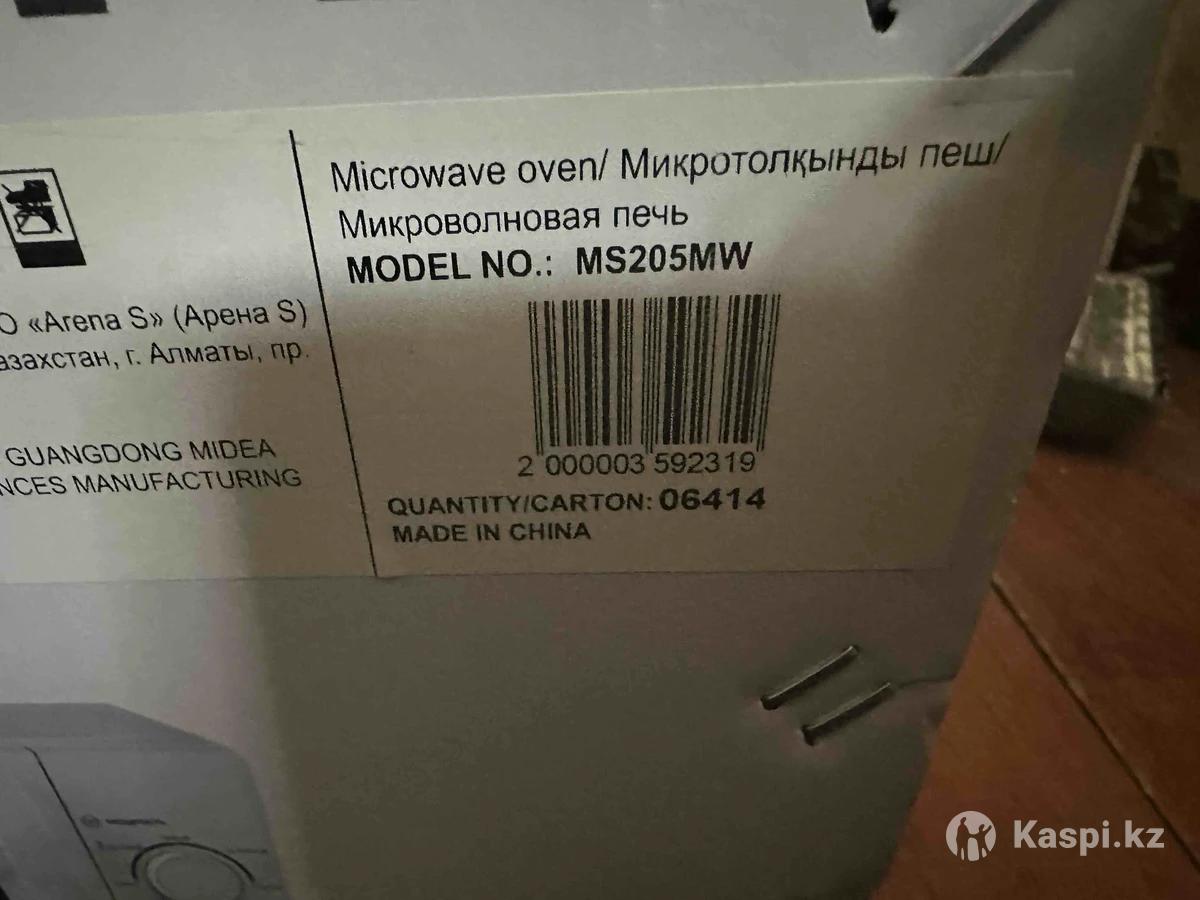 Microwave oven/ Микротолқынды пеш/
Микроволновая печь
MODEL NO.: MS205MW
О «Arena S» (Арена S)
азахстан, г. Алматы, пр.
GUANGDONG MIDEA
NCES MANUFACTURING
2 000003 592319
QUANTITY/CARTON: 06414
MADE IN CHINA
Kaspi.kz